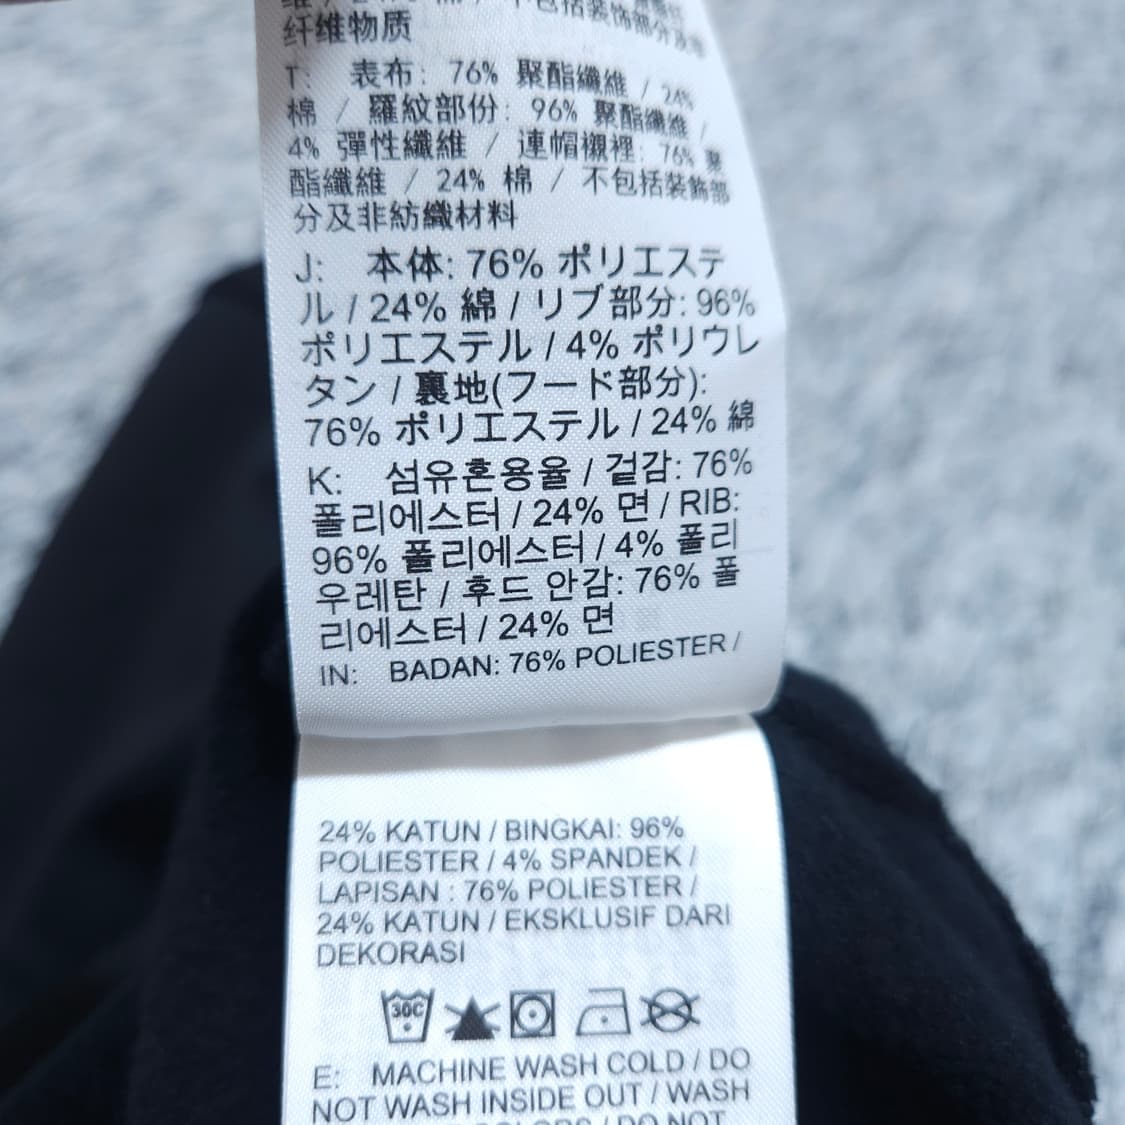 纤维物质
T: 表布: 76% 聚酯纖維 / 24%
棉 / 羅紋部份: 96% 聚酯纖維 /
4% 彈性纖維 / 連帽襯裡: 76% 聚
酯纖維 / 24% 棉 / 不包括裝飾部
分及非紡織材料
J: 本体: 76% ポリエステ
ル / 24% 綿 / リブ部分: 96%
ポリエステル / 4% ポリウレ
タン / 裏地(フード部分):
76% ポリエステル / 24% 綿
K: 섬유혼용율 / 겉감: 76%
폴리에스터 / 24% 면 / RIB:
96% 폴리에스터 / 4% 폴리
우레탄 / 후드 안감: 76% 폴
리에스터 / 24% 면
IN: BADAN: 76% POLIESTER /
24% KATUN / BINGKAI: 96%
POLIESTER / 4% SPANDEK /
LAPISAN : 76% POLIESTER /
24% KATUN / EKSKLUSIF DARI
DEKORASI
30C
E: MACHINE WASH COLD / DO
NOT WASH INSIDE OUT / WASH
COLORS / DO NOT